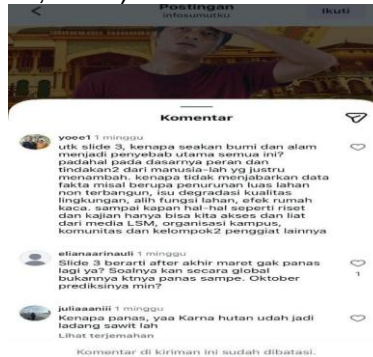 Postingan
infosumutku
Ikuti
Komentar
yoee1 1 minggu
utk slide 3, kenapa seakan bumi dan alam
menjadi penyebab utama semua ini?
padahal pada dasarnya peran dan
tindakan2 dari manusia-lah yg justru
menambah. kenapa tidak menjabarkan data
fakta misal berupa penurunan luas lahan
non terbangun, isu degradasi kualitas
lingkungan, alih fungsi lahan, efek rumah
kaca. sampai kapan hal-hal seperti riset
dan kajian hanya bisa kita akses dan liat
dari media LSM, organisasi kampus,
komunitas dan kelompok2 penggiat lainnya
elianaarinauli 1 minggu
Slide 3 berarti after akhir maret gak panas
lagi ya? Soalnya kan secara global
bukannya ktnya panas sampe. Oktober
prediksinya min?
1
juliaaaniii 1 minggu
Kenapa panas, yaa Karna hutan udah jadi
ladang sawit lah
Lihat terjemahan
Komentar di kiriman ini sudah dibatasi.